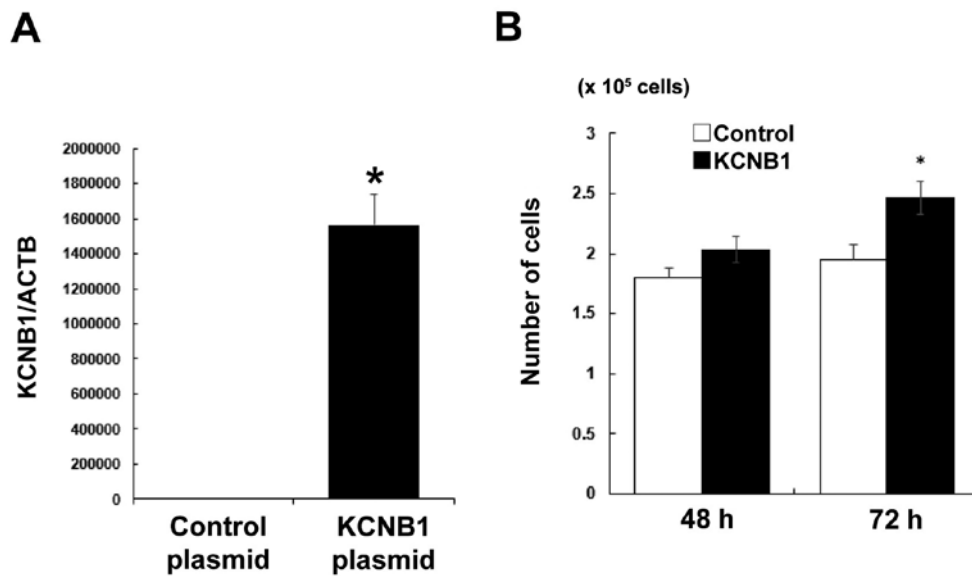 A
KCNB1/ACTB
2000000
1800000
1600000
1400000
1200000
1000000
800000
600000
400000
200000
0
*
Control
plasmid
KCNB1
plasmid
B
(x 10⁵ cells)
Number of cells
3
2.5
2
1.5
1
0.5
0
Control
KCNB1
*
48 h
72 h